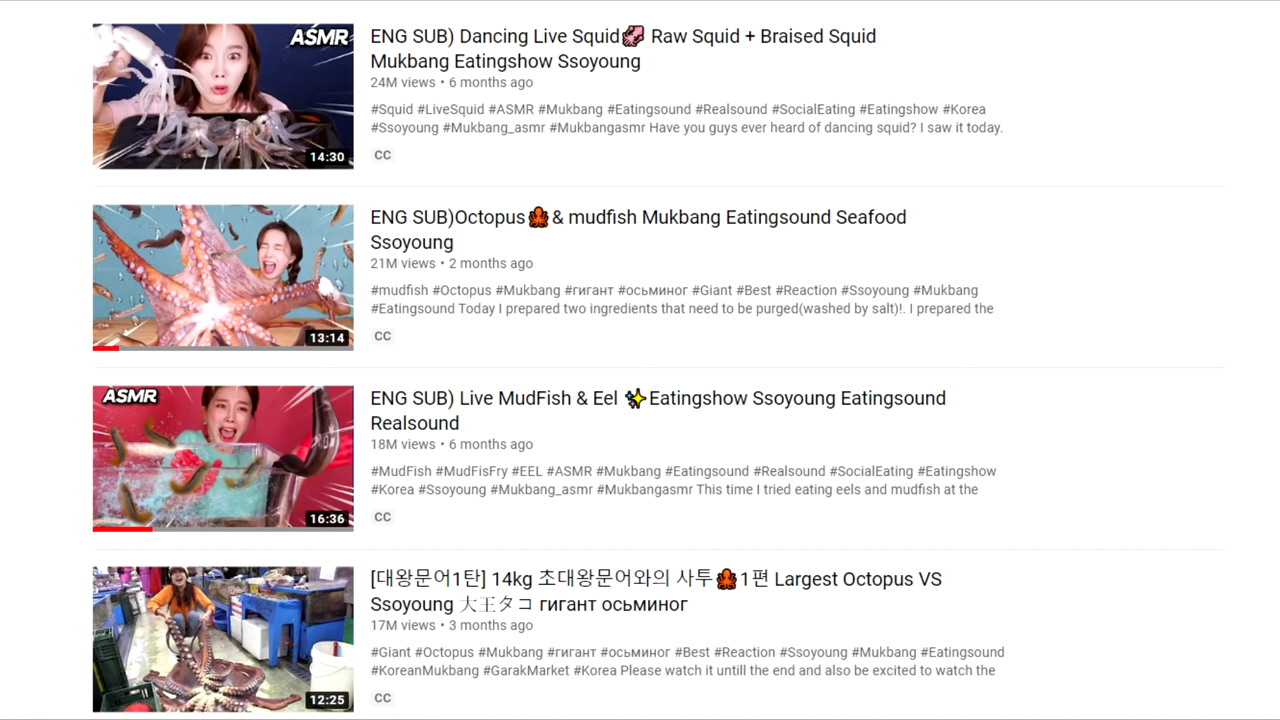 ASMR
14:30
ENG SUB) Dancing Live Squid🦑 Raw Squid + Braised Squid
Mukbang Eatingshow Ssoyoung
24M views • 6 months ago
#Squid #LiveSquid #ASMR #Mukbang #Eatingsound #Realsound #SocialEating #Eatingshow #Korea
#Ssoyoung #Mukbang_asmr #Mukbangasmr Have you guys ever heard of dancing squid? I saw it today.
CC
13:14
ENG SUB)Octopus🐙& mudfish Mukbang Eatingsound Seafood
Ssoyoung
21M views • 2 months ago
#mudfish #Octopus #Mukbang #гигант #осьминог #Giant #Best #Reaction #Ssoyoung #Mukbang
#Eatingsound Today I prepared two ingredients that need to be purged(washed by salt)!. I prepared the
CC
ASMR
16:36
ENG SUB) Live MudFish & Eel ✨Eatingshow Ssoyoung Eatingsound
Realsound
18M views • 6 months ago
#MudFish #MudFisFry #EEL #ASMR #Mukbang #Eatingsound #Realsound #SocialEating #Eatingshow
#Korea #Ssoyoung #Mukbang_asmr #Mukbangasmr This time I tried eating eels and mudfish at the
CC
12:25
[대왕문어1탄] 14kg 초대왕문어와의 사투🐙1편 Largest Octopus VS
Ssoyoung 大王タコ гигант осьминог
17M views • 3 months ago
#Giant #Octopus #Mukbang #гигант #осьминог #Best #Reaction #Ssoyoung #Mukbang #Eatingsound
#KoreanMukbang #GarakMarket #Korea Please watch it untill the end and also be excited to watch the
CC